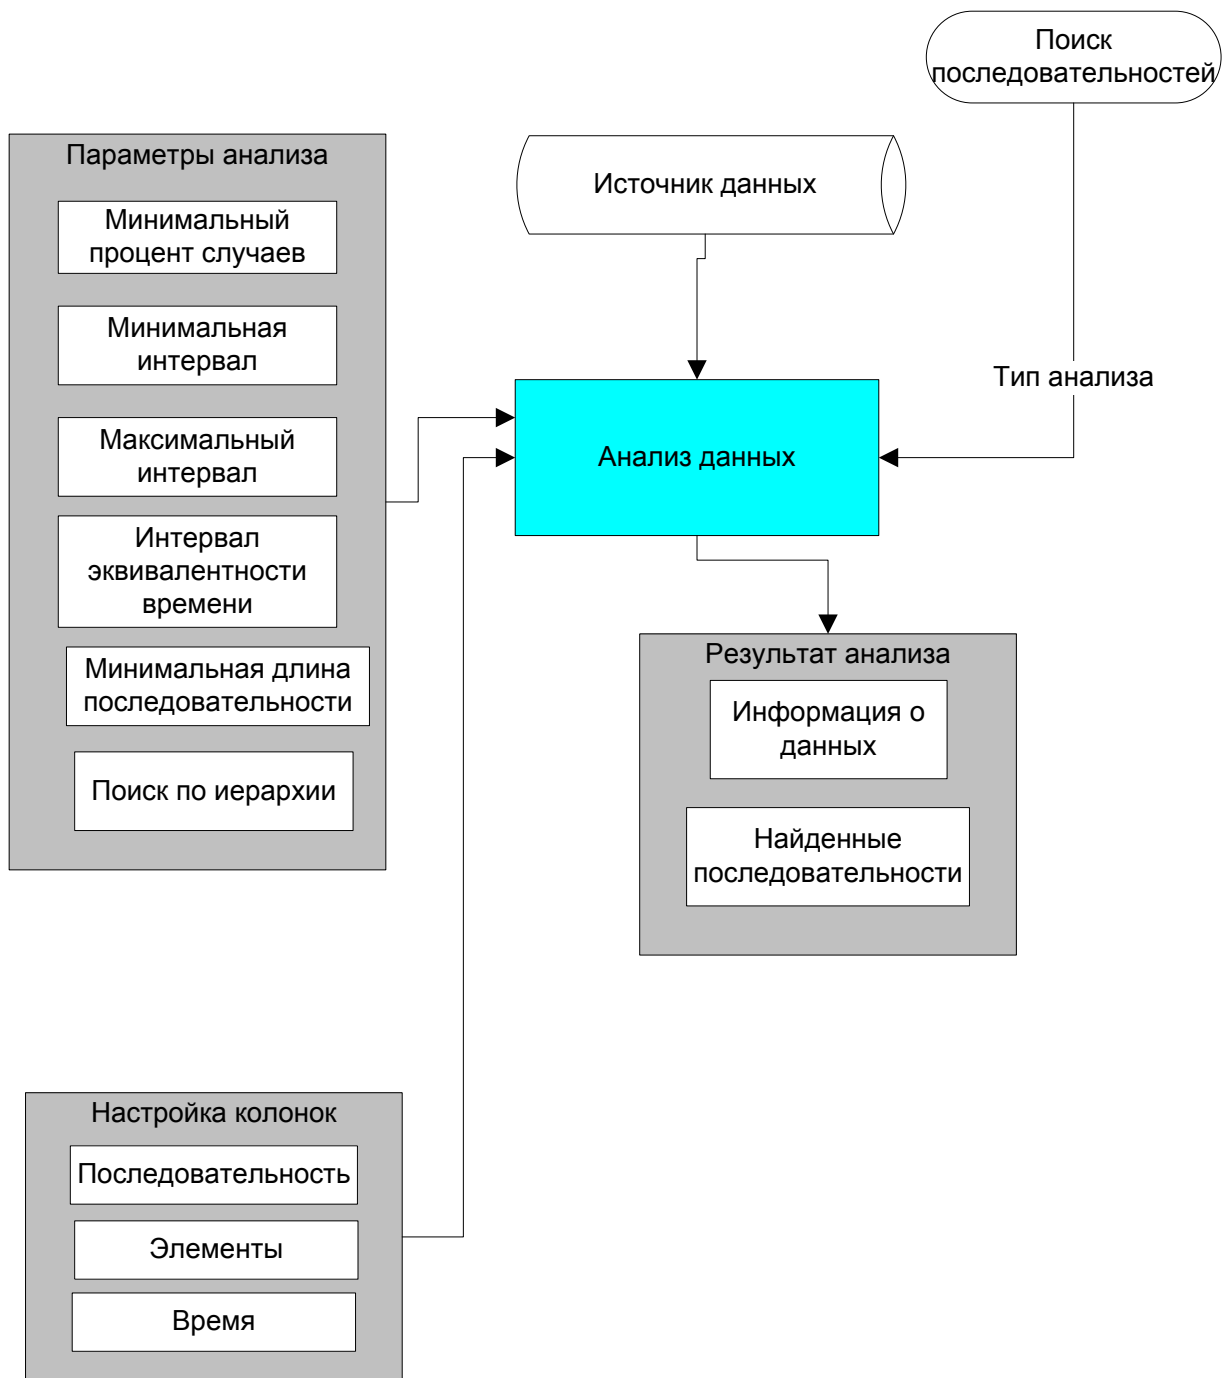 Поиск
последовательностей
Параметры анализа
Источник данных
Минимальный
процент случаев
Минимальная
интервал
Тип анализа
Максимальный
интервал
Анализ данных
Интервал
эквивалентности
времени
Минимальная длина
последовательности
Поиск по иерархии
Результат анализа
Информация о
данных
Найденные
последовательности
Настройка колонок
Последовательность
Элементы
Время